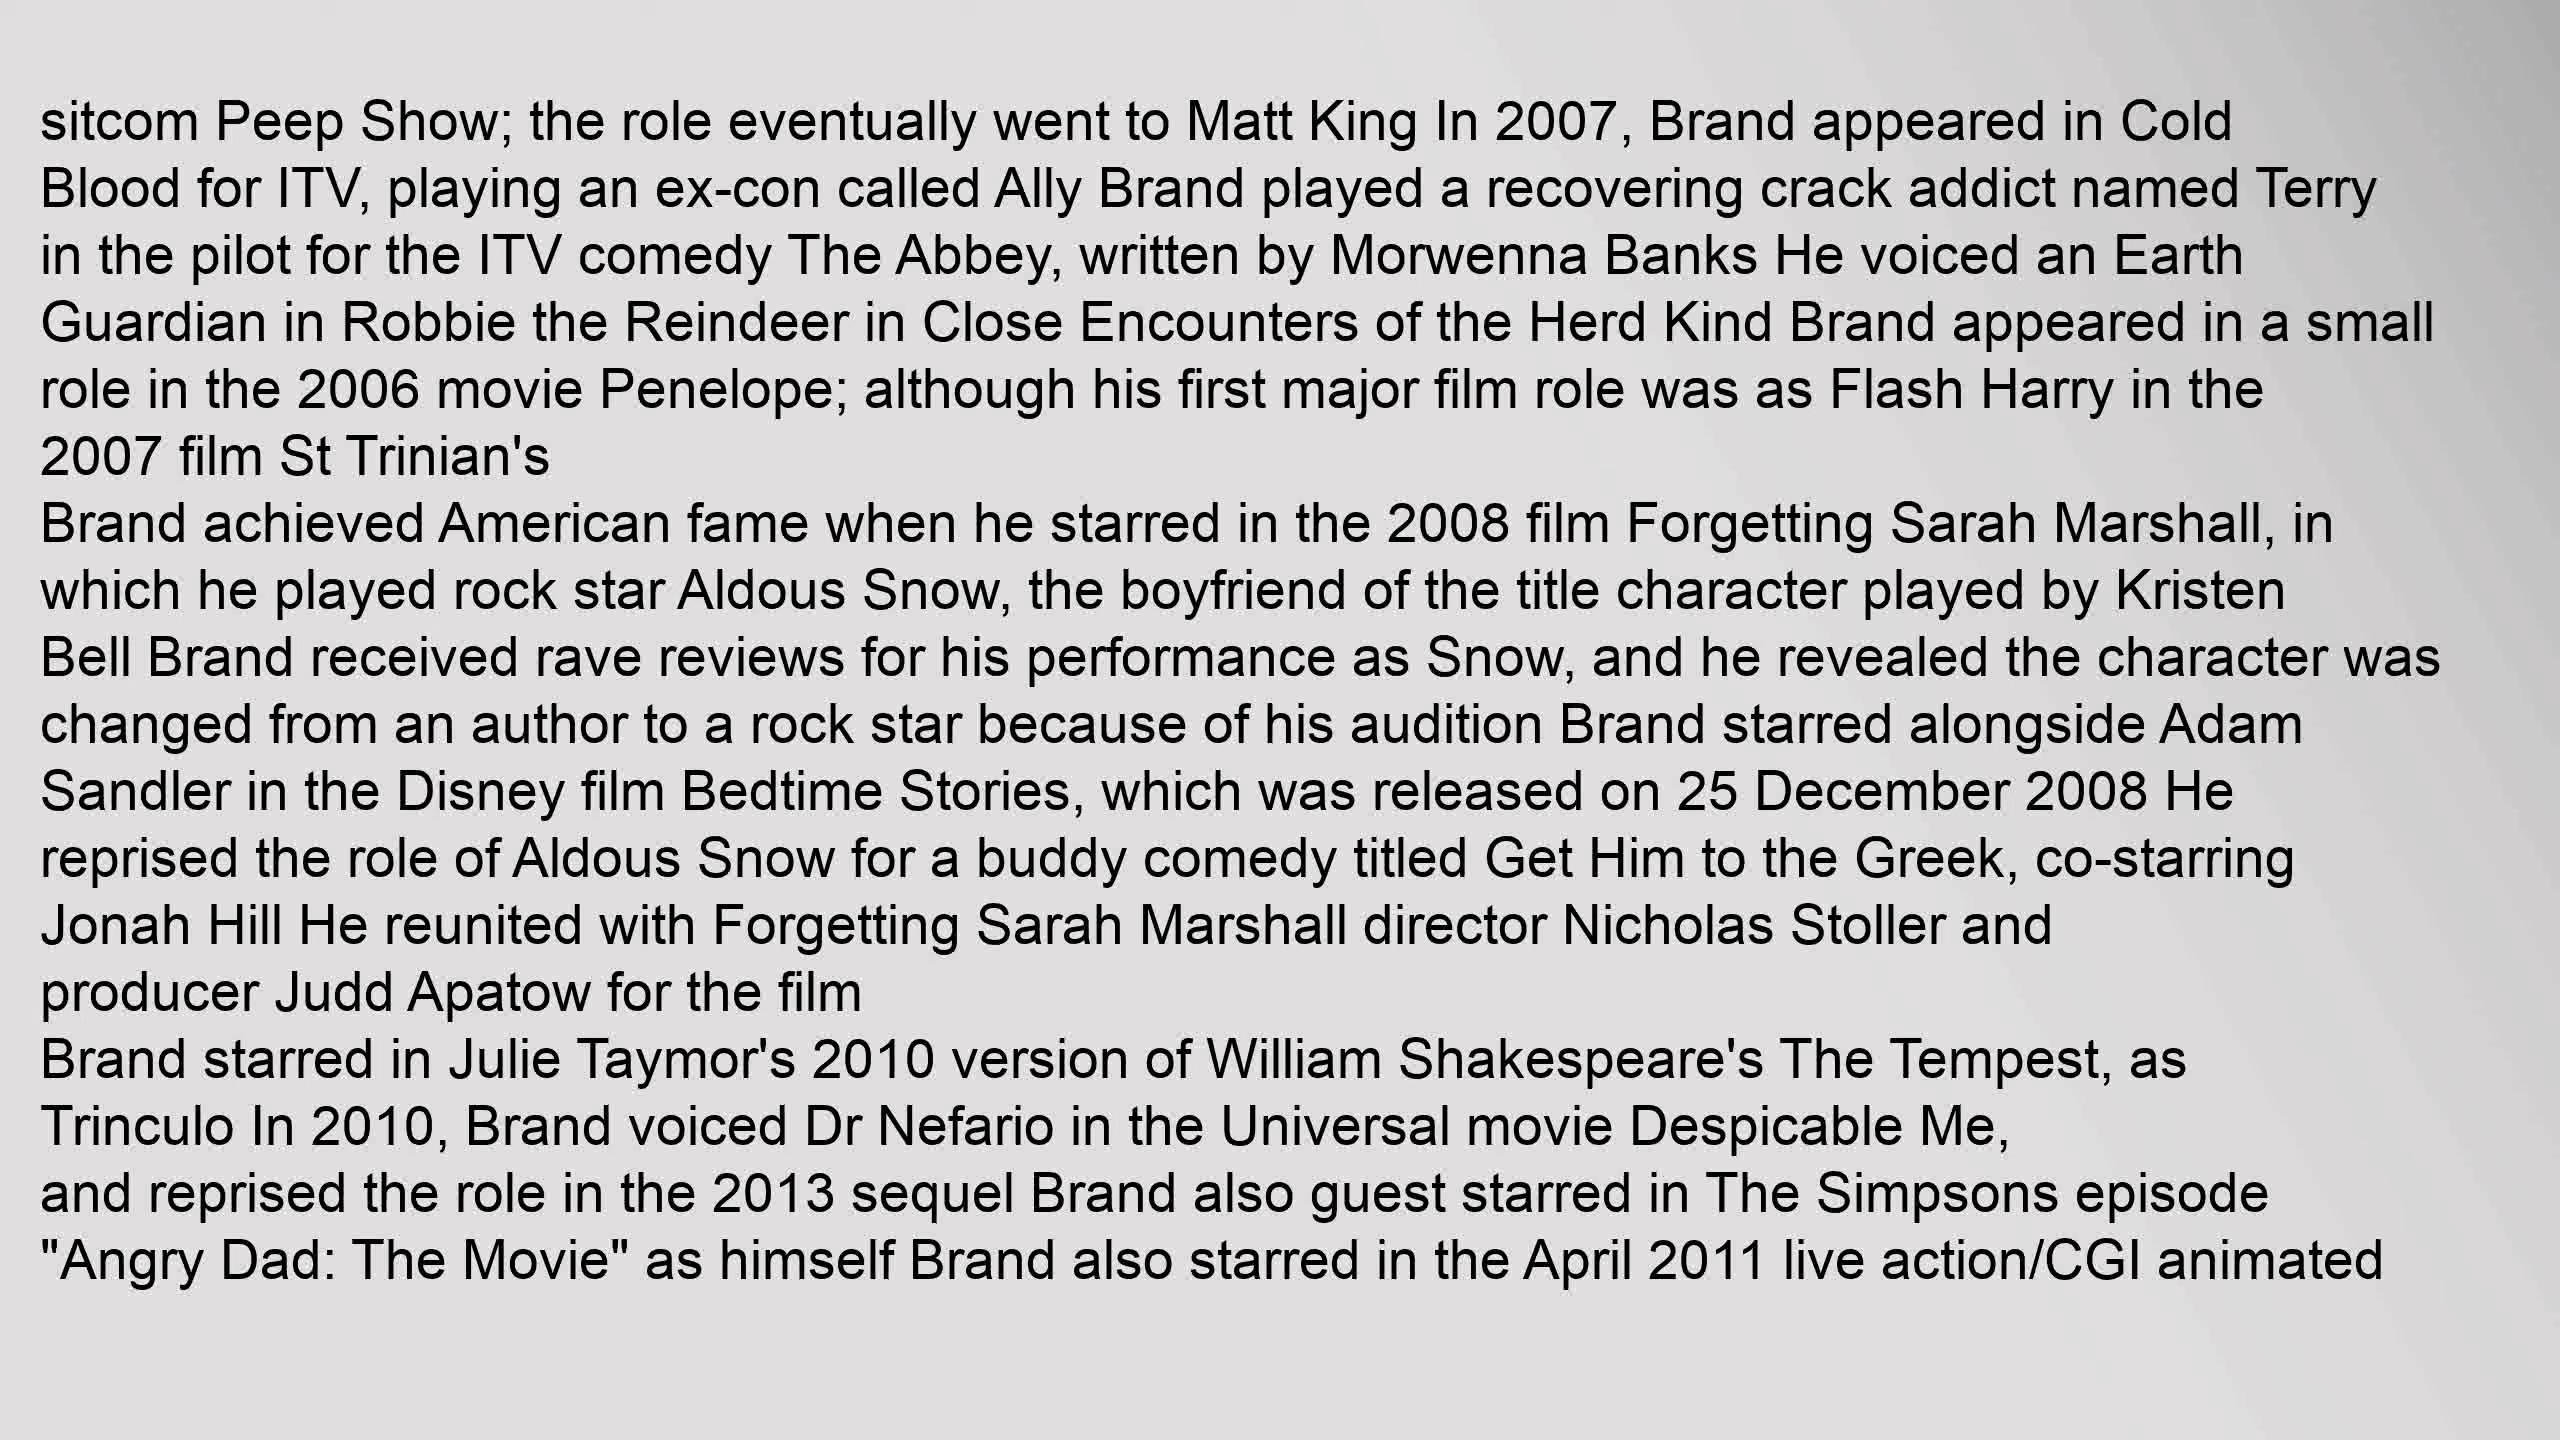 sitcom Peep Show; the role eventually went to Matt King In 2007, Brand appeared in Cold
Blood for ITV, playing an ex-con called Ally Brand played a recovering crack addict named Terry
in the pilot for the ITV comedy The Abbey, written by Morwenna Banks He voiced an Earth
Guardian in Robbie the Reindeer in Close Encounters of the Herd Kind Brand appeared in a small
role in the 2006 movie Penelope; although his first major film role was as Flash Harry in the
2007 film St Trinian's
Brand achieved American fame when he starred in the 2008 film Forgetting Sarah Marshall, in
which he played rock star Aldous Snow, the boyfriend of the title character played by Kristen
Bell Brand received rave reviews for his performance as Snow, and he revealed the character was
changed from an author to a rock star because of his audition Brand starred alongside Adam
Sandler in the Disney film Bedtime Stories, which was released on 25 December 2008 He
reprised the role of Aldous Snow for a buddy comedy titled Get Him to the Greek, co-starring
Jonah Hill He reunited with Forgetting Sarah Marshall director Nicholas Stoller and
producer Judd Apatow for the film
Brand starred in Julie Taymor's 2010 version of William Shakespeare's The Tempest, as
Trinculo In 2010, Brand voiced Dr Nefario in the Universal movie Despicable Me,
and reprised the role in the 2013 sequel Brand also guest starred in The Simpsons episode
"Angry Dad: The Movie" as himself Brand also starred in the April 2011 live action/CGI animated